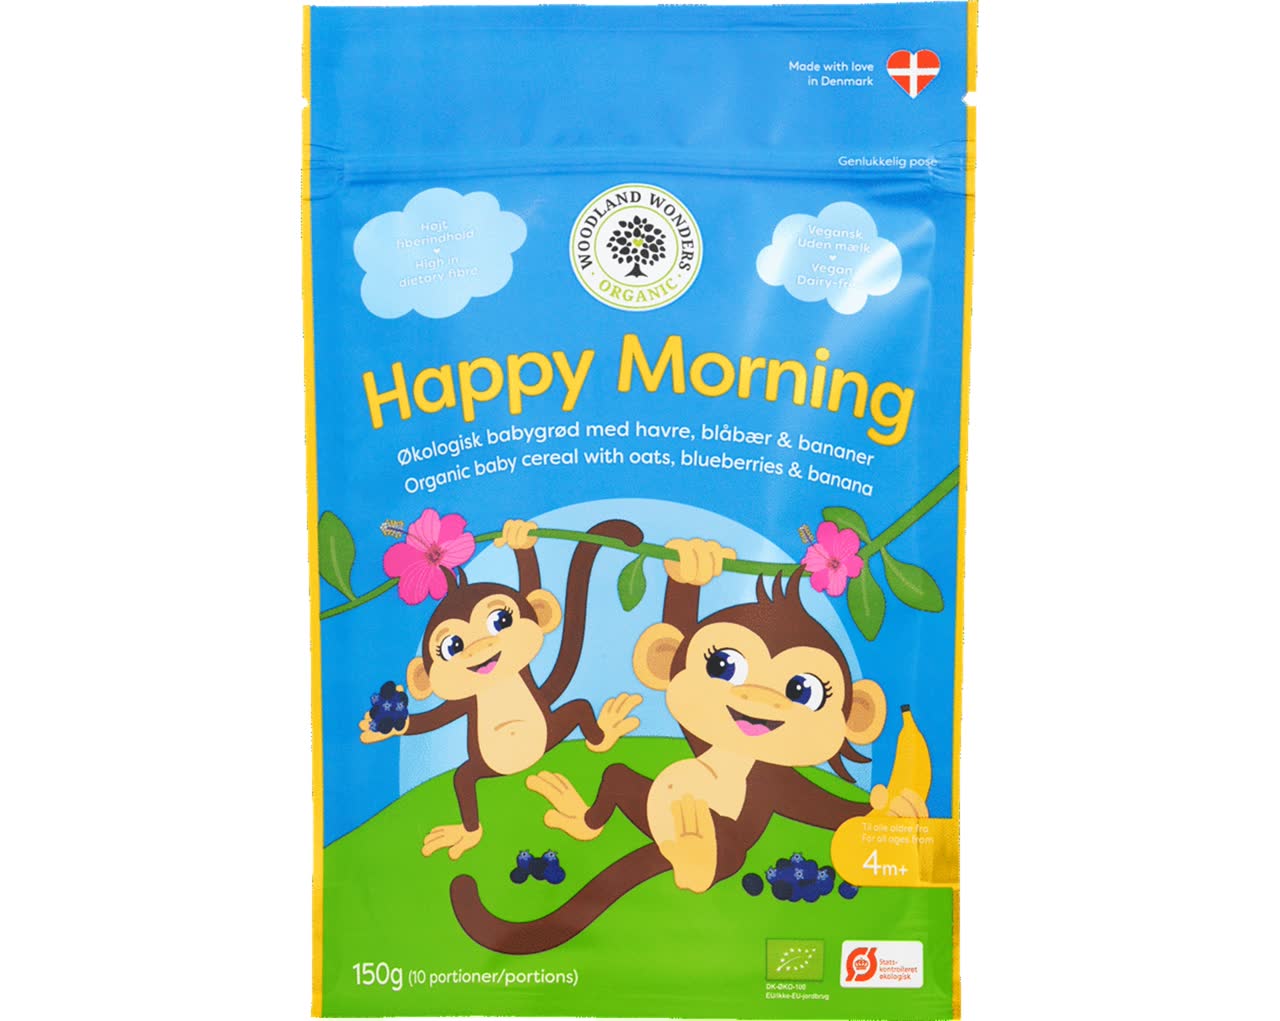 Made with love
in Denmark
Genlukkelig pose
WOODLAND WONDERS
ORGANIC
Højt
fiberindhold
High in
dietary fibre
Vegansk
Uden mælk
Vegan
Happy Morning
Økologisk babygrød med havre, blåbær & bananer
Organic baby cereal with oats, blueberries & banana
Til alle aldre fra
For all ages from
4m+
150g (10 portioner/portions)
DK-ØKO-100
EU/Ikke-EU-jordbrug
Stats-
kontrolleret
økologisk